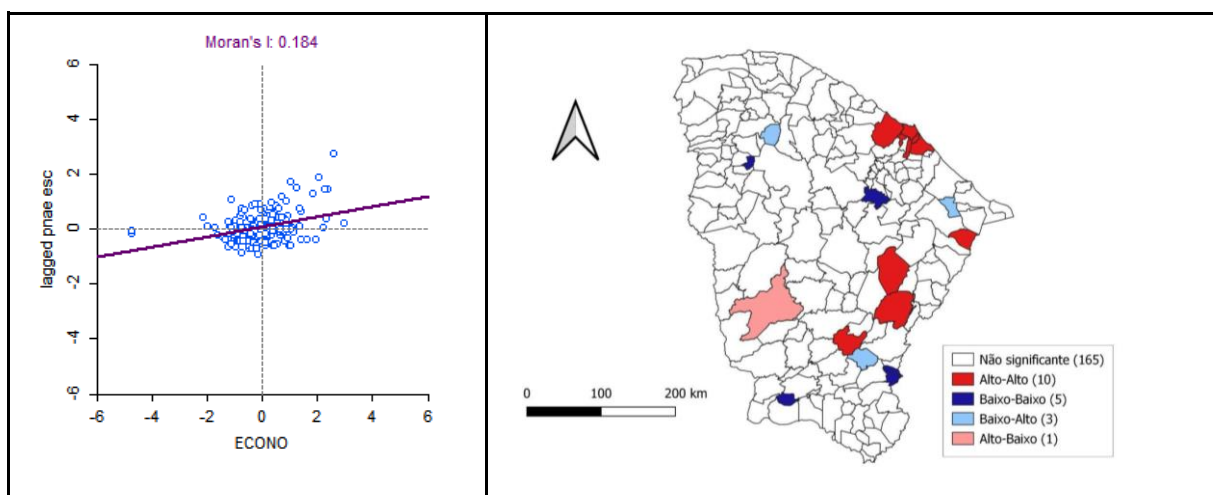 Moran's I: 0.184
6
4
2
0
-2
-4
-6
lagged pnae esc
-6
-4
-2
0
2
4
6
ECONO
0
100
200 km
Não significante (165)
Alto-Alto (10)
Baixo-Baixo (5)
Baixo-Alto (3)
Alto-Baixo (1)